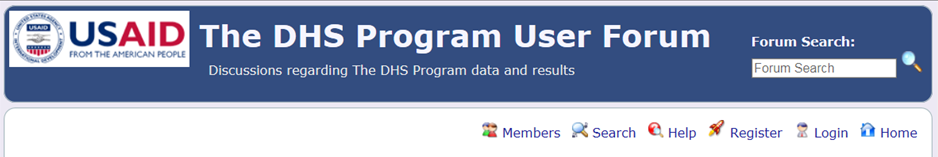 USAID
FROM THE AMERICAN PEOPLE
The DHS Program User Forum
Discussions regarding The DHS Program data and results
Forum Search:
Forum Search
Members Search Help Register Login Home